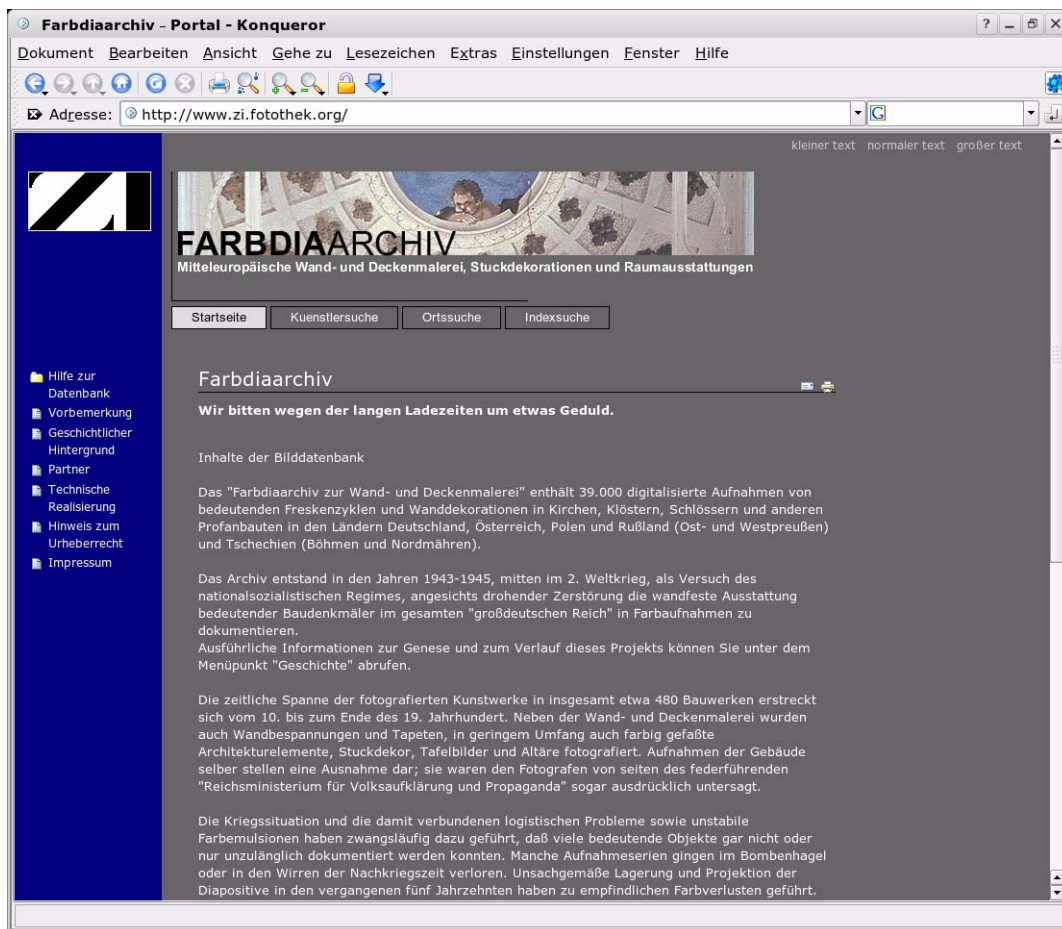 Farbdiaarchiv – Portal - Konqueror
Dokument Bearbeiten Ansicht Gehe zu Lesezeichen Extras Einstellungen Fenster Hilfe
Adresse: http://www.zi.fotothek.org/
kleiner text normaler text großer text
ZI
FARBDIAARCHIV
Mitteleuropäische Wand- und Deckenmalerei, Stuckdekorationen und Raumausstattungen
Startseite Kuenstlersuche Ortssuche Indexsuche
Hilfe zur
Datenbank
Vorbemerkung
Geschichtlicher
Hintergrund
Partner
Technische
Realisierung
Hinweis zum
Urheberrecht
Impressum
Farbdiaarchiv
Wir bitten wegen der langen Ladezeiten um etwas Geduld.
Inhalte der Bilddatenbank
Das "Farbdiaarchiv zur Wand- und Deckenmalerei" enthält 39.000 digitalisierte Aufnahmen von
bedeutenden Freskenzyklen und Wanddekorationen in Kirchen, Klöstern, Schlössern und anderen
Profanbauten in den Ländern Deutschland, Österreich, Polen und Rußland (Ost- und Westpreußen)
und Tschechien (Böhmen und Nordmähren).
Das Archiv entstand in den Jahren 1943-1945, mitten im 2. Weltkrieg, als Versuch des
nationalsozialistischen Regimes, angesichts drohender Zerstörung die wandfeste Ausstattung
bedeutender Baudenkmäler im gesamten "großdeutschen Reich" in Farbaufnahmen zu
dokumentieren.
Ausführliche Informationen zur Genese und zum Verlauf dieses Projekts können Sie unter dem
Menüpunkt "Geschichte" abrufen.
Die zeitliche Spanne der fotografierten Kunstwerke in insgesamt etwa 480 Bauwerken erstreckt
sich vom 10. bis zum Ende des 19. Jahrhundert. Neben der Wand- und Deckenmalerei wurden
auch Wandbespannungen und Tapeten, in geringem Umfang auch farbig gefaßte
Architekturelemente, Stuckdekor, Tafelbilder und Altäre fotografiert. Aufnahmen der Gebäude
selber stellen eine Ausnahme dar; sie waren den Fotografen von seiten des federführenden
"Reichsministerium für Volksaufklärung und Propaganda" sogar ausdrücklich untersagt.
Die Kriegssituation und die damit verbundenen logistischen Probleme sowie unstabile
Farbemulsionen haben zwangsläufig dazu geführt, daß viele bedeutende Objekte gar nicht oder
nur unzulänglich dokumentiert werden konnten. Manche Aufnahmeserien gingen im Bombenhagel
oder in den Wirren der Nachkriegszeit verloren. Unsachgemäße Lagerung und Projektion der
Diapositive in den vergangenen fünf Jahrzehnten haben zu empfindlichen Farbverlusten geführt.